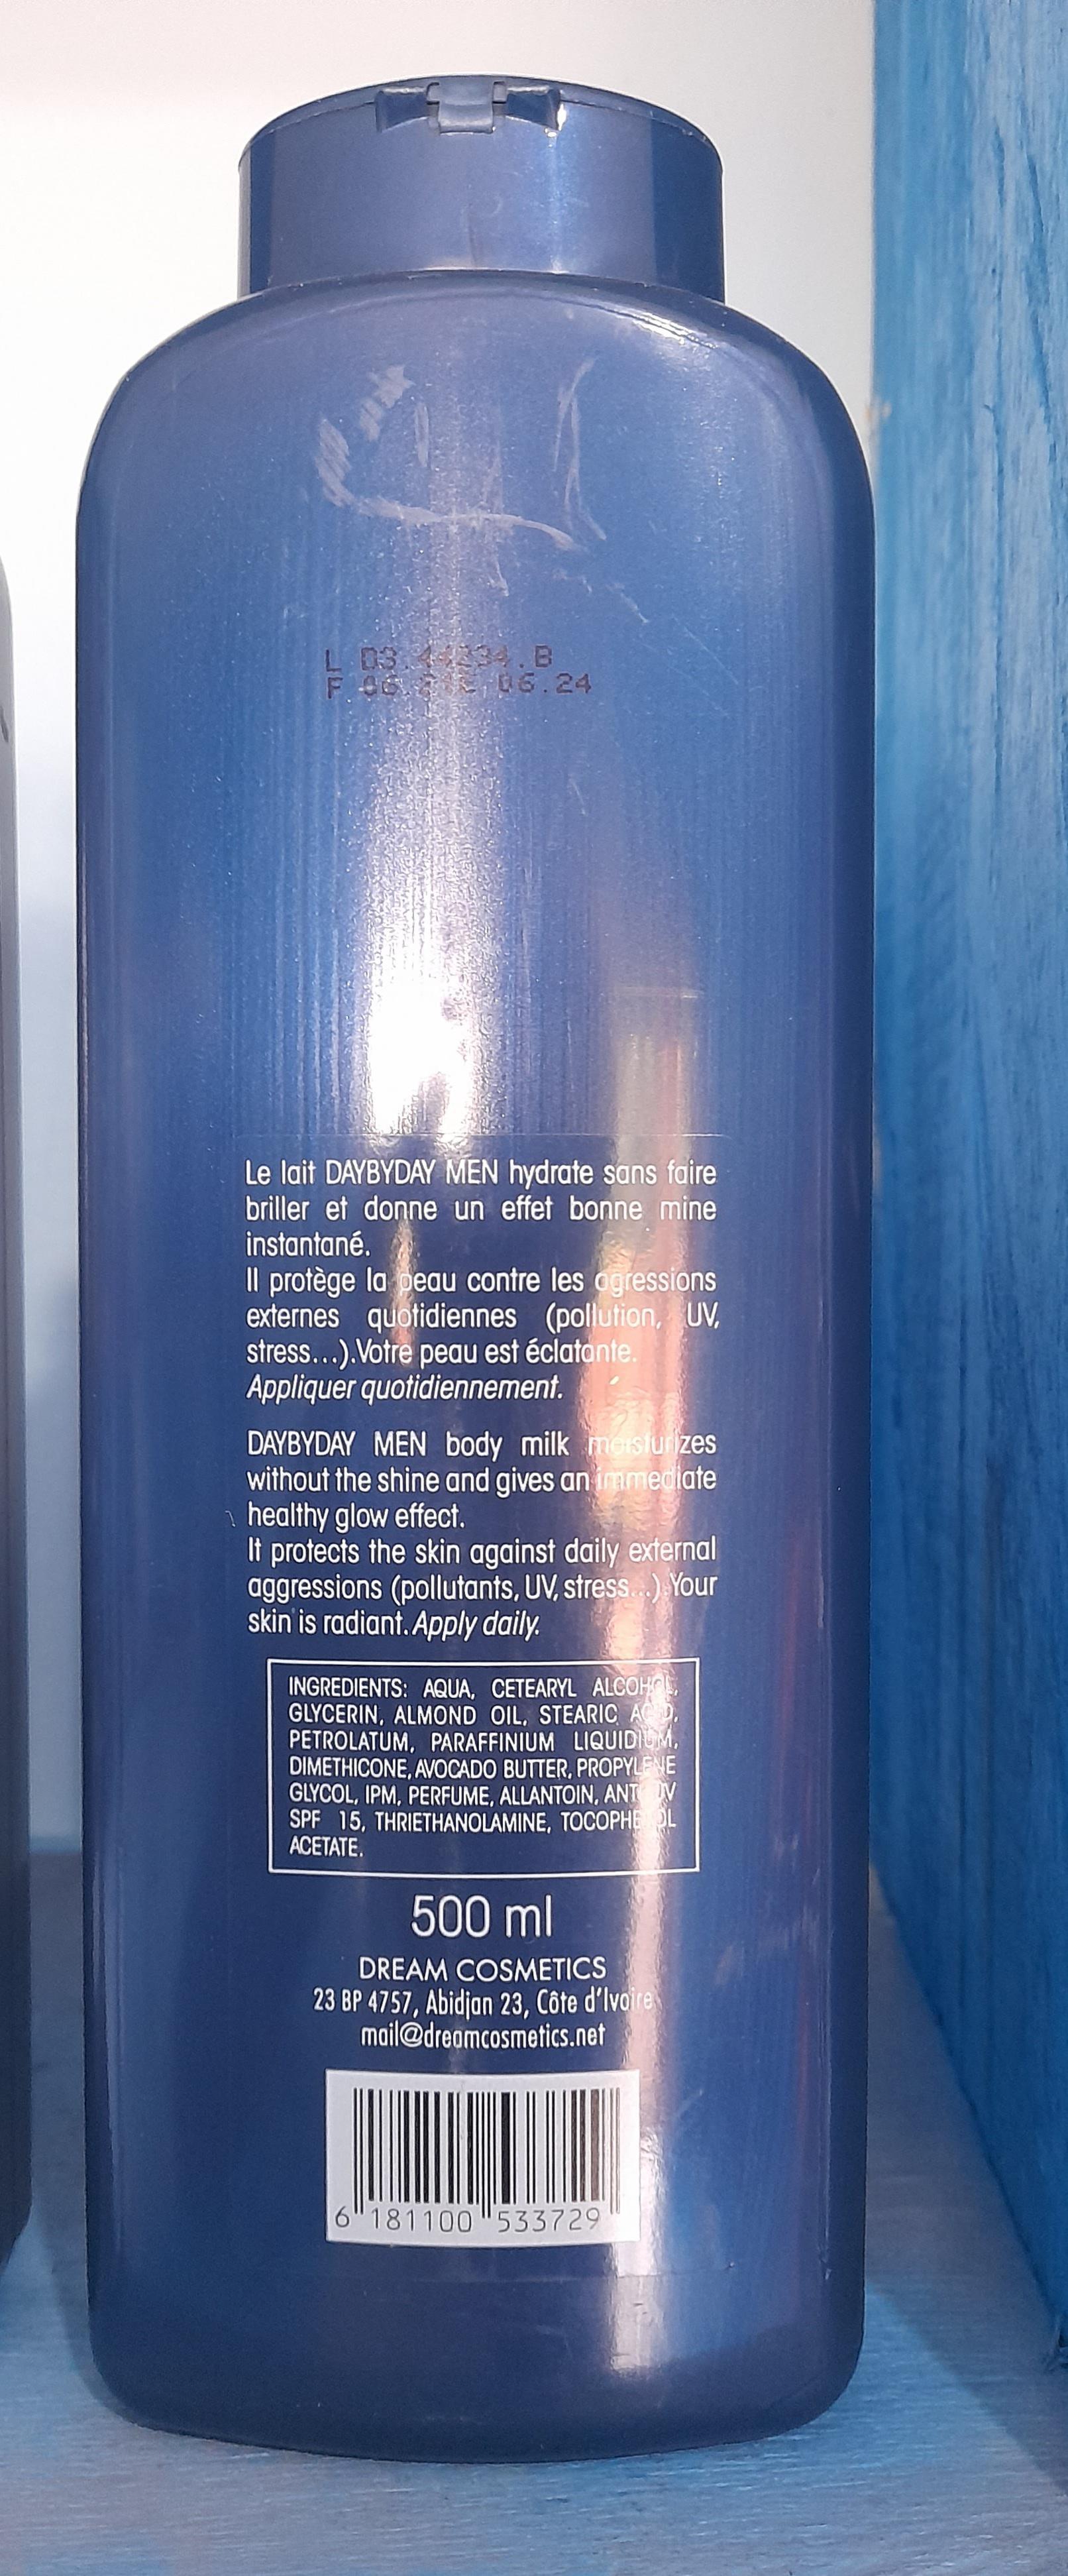 L D3.44234.B
F 06.21E 06.24
Le lait DAYBYDAY MEN hydrate sans faire
briller et donne un effet bonne mine
instantané.
Il protège la peau contre les agressions
externes quotidiennes (pollution, UV,
stress...).Votre peau est éclatante.
Appliquer quotidiennement.
DAYBYDAY MEN body milk moisturizes
without the shine and gives an immediate
healthy glow effect.
It protects the skin against daily external
aggressions (pollutants, UV, stress...).Your
skin is radiant. Apply daily.
INGREDIENTS: AQUA, CETEARYL ALCOHOL,
GLYCERIN, ALMOND OIL, STEARIC ACID,
PETROLATUM, PARAFFINIUM LIQUIDIUM,
DIMETHICONE, AVOCADO BUTTER, PROPYLENE
GLYCOL, IPM, PERFUME, ALLANTOIN, ANTI UV
SPF 15, THRIETHANOLAMINE, TOCOPHEROL
ACETATE.
500 ml
DREAM COSMETICS
23 BP 4757, Abidjan 23, Côte d'Ivoire
mail@dreamcosmetics.net
6 181100 533729